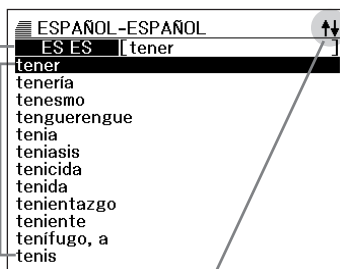 ESPAÑOL-ESPAÑOL
ES ES [tener ]
tener
tenería
tenesmo
tenguerengue
tenia
teniasis
tenicida
tenida
tenientazgo
teniente
tenífugo, a
tenis